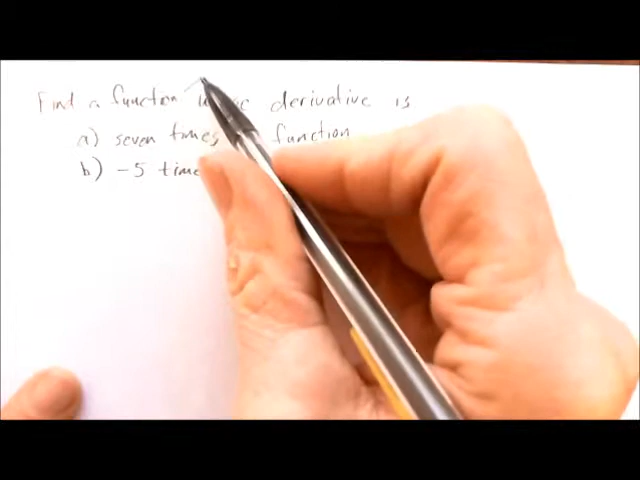 Find a function derivative is
a) seven times function
b) -5